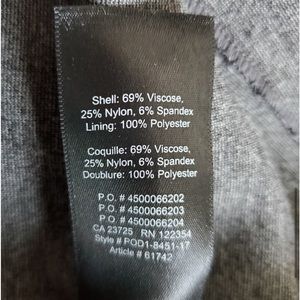 Shell: 69% Viscose,
25% Nylon, 6% Spandex
Lining: 100% Polyester
Coquille: 69% Viscose,
25% Nylon, 6% Spandex
Doublure: 100% Polyester
P.O. # 4500066202
P.O. # 4500066203
P.O. # 4500066204
CA 23725 RN 122354
Style # POD1-8451-17
Article # 61742